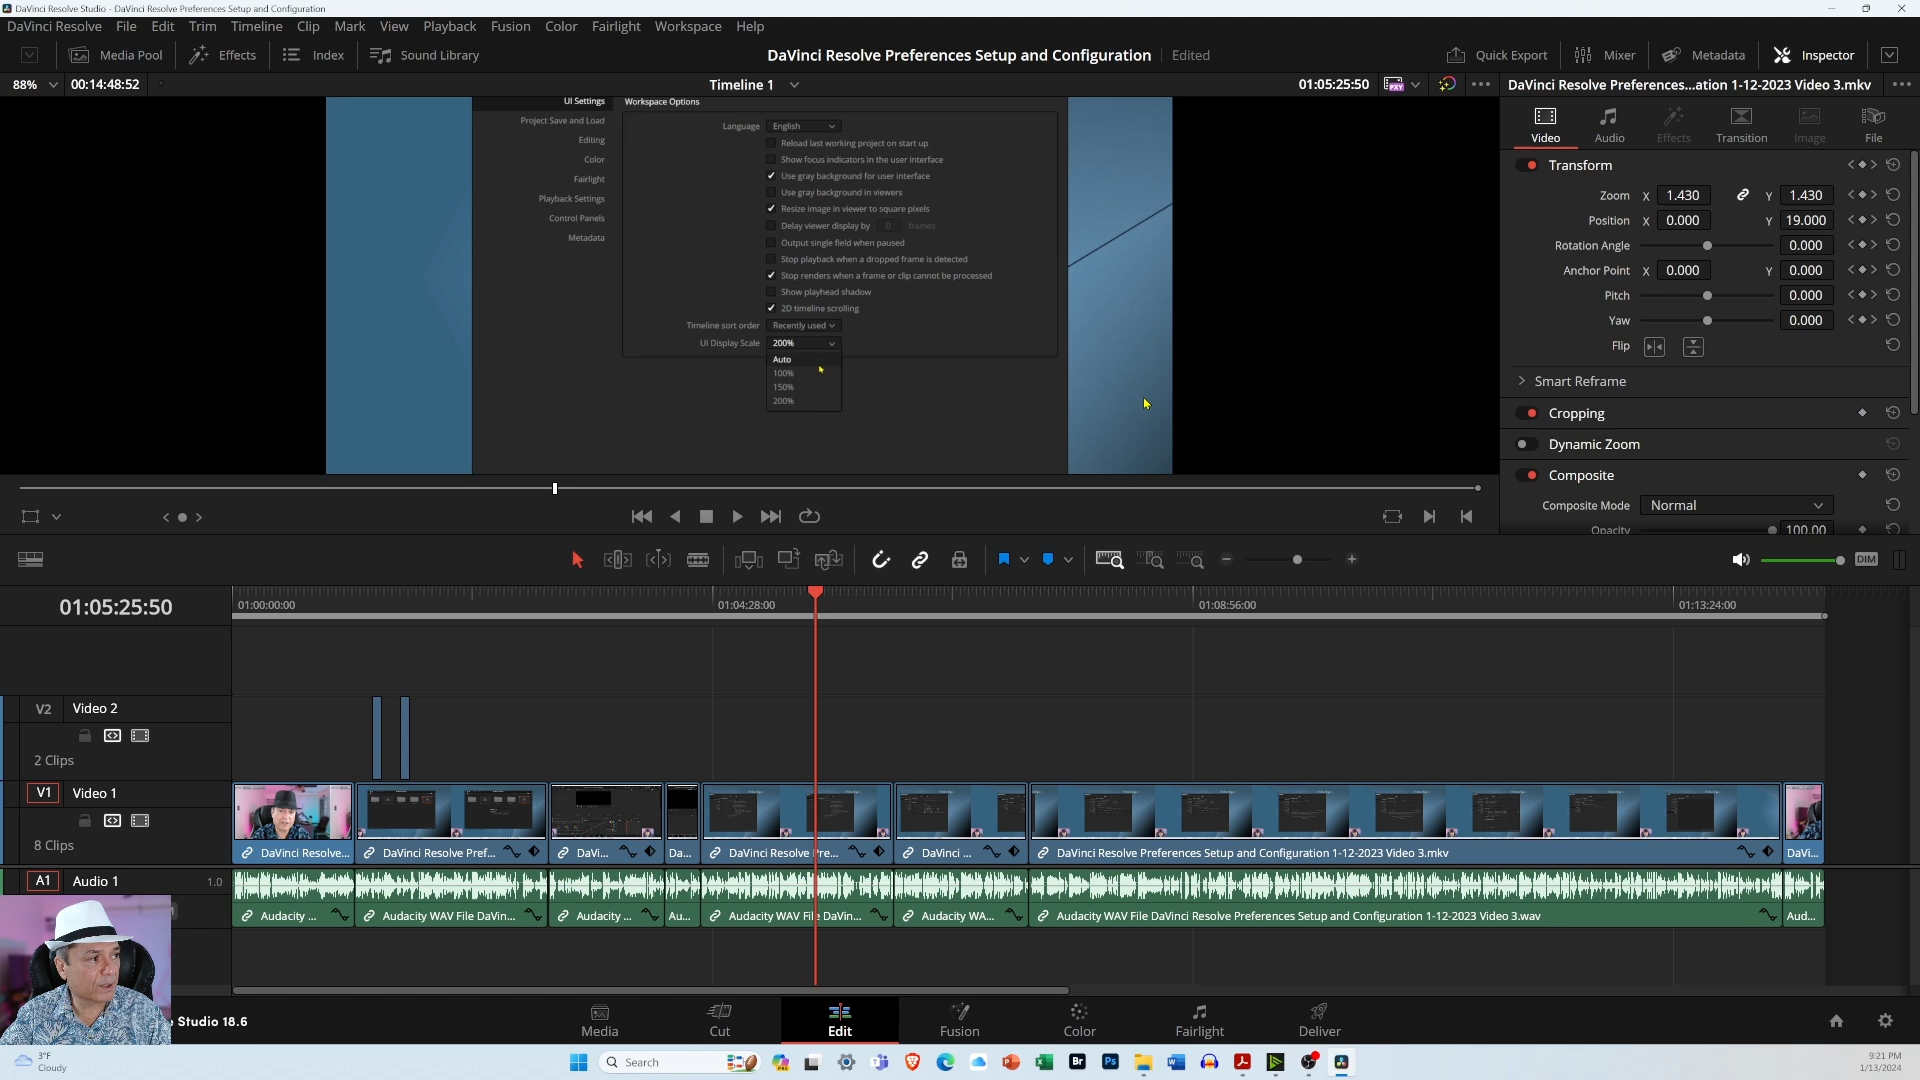 DaVinci Resolve Studio - DaVinci Resolve Preferences Setup and Configuration
DaVinci Resolve File Edit Trim Timeline Clip Mark View Playback Fusion Color Fairlight Workspace Help
Media Pool Effects Index Sound Library DaVinci Resolve Preferences Setup and Configuration Edited Quick Export Mixer Metadata Inspector
88% 00:14:48:52 Timeline 1 01:05:25:50 PXY DaVinci Resolve Preferences...ation 1-12-2023 Video 3.mkv
UI Settings Workspace Options
Project Save and Load
Editing
Color
Fairlight
Playback Settings
Control Panels
Metadata
Language English
Reload last working project on start up
Show focus indicators in the user interface
Use gray background for user interface
Use gray background in viewers
Resize image in viewer to square pixels
Delay viewer display by 0 frames
Output single field when paused
Stop playback when a dropped frame is detected
Stop renders when a frame or clip cannot be processed
Show playhead shadow
2D timeline scrolling
Timeline sort order Recently used
UI Display Scale 200%
Auto
100%
150%
200%
Video Audio Effects Transition Image File
Transform
Zoom X 1.430 Y 1.430
Position X 0.000 Y 19.000
Rotation Angle 0.000
Anchor Point X 0.000 Y 0.000
Pitch 0.000
Yaw 0.000
Flip
Smart Reframe
Cropping
Dynamic Zoom
Composite
Composite Mode Normal
Opacity 100.00
DIM
01:05:25:50 01:00:00:00 01:04:28:00 01:08:56:00 01:13:24:00
V2 Video 2
2 Clips
V1 Video 1
8 Clips
DaVinci Resolve... DaVinci Resolve Pref... DaVi... Da... DaVinci Resolve Pre... DaVinci ... DaVinci Resolve Preferences Setup and Configuration 1-12-2023 Video 3.mkv DaVi...
A1 Audio 1 1.0
Audacity ... Audacity WAV File DaVin... Audacity ... Au... Audacity WAV File DaVin... Audacity WA... Audacity WAV File DaVinci Resolve Preferences Setup and Configuration 1-12-2023 Video 3.wav Aud...
Studio 18.6
Media Cut Edit Fusion Color Fairlight Deliver
3°F
Cloudy
Search
Br Ps
9:21 PM
1/13/2024